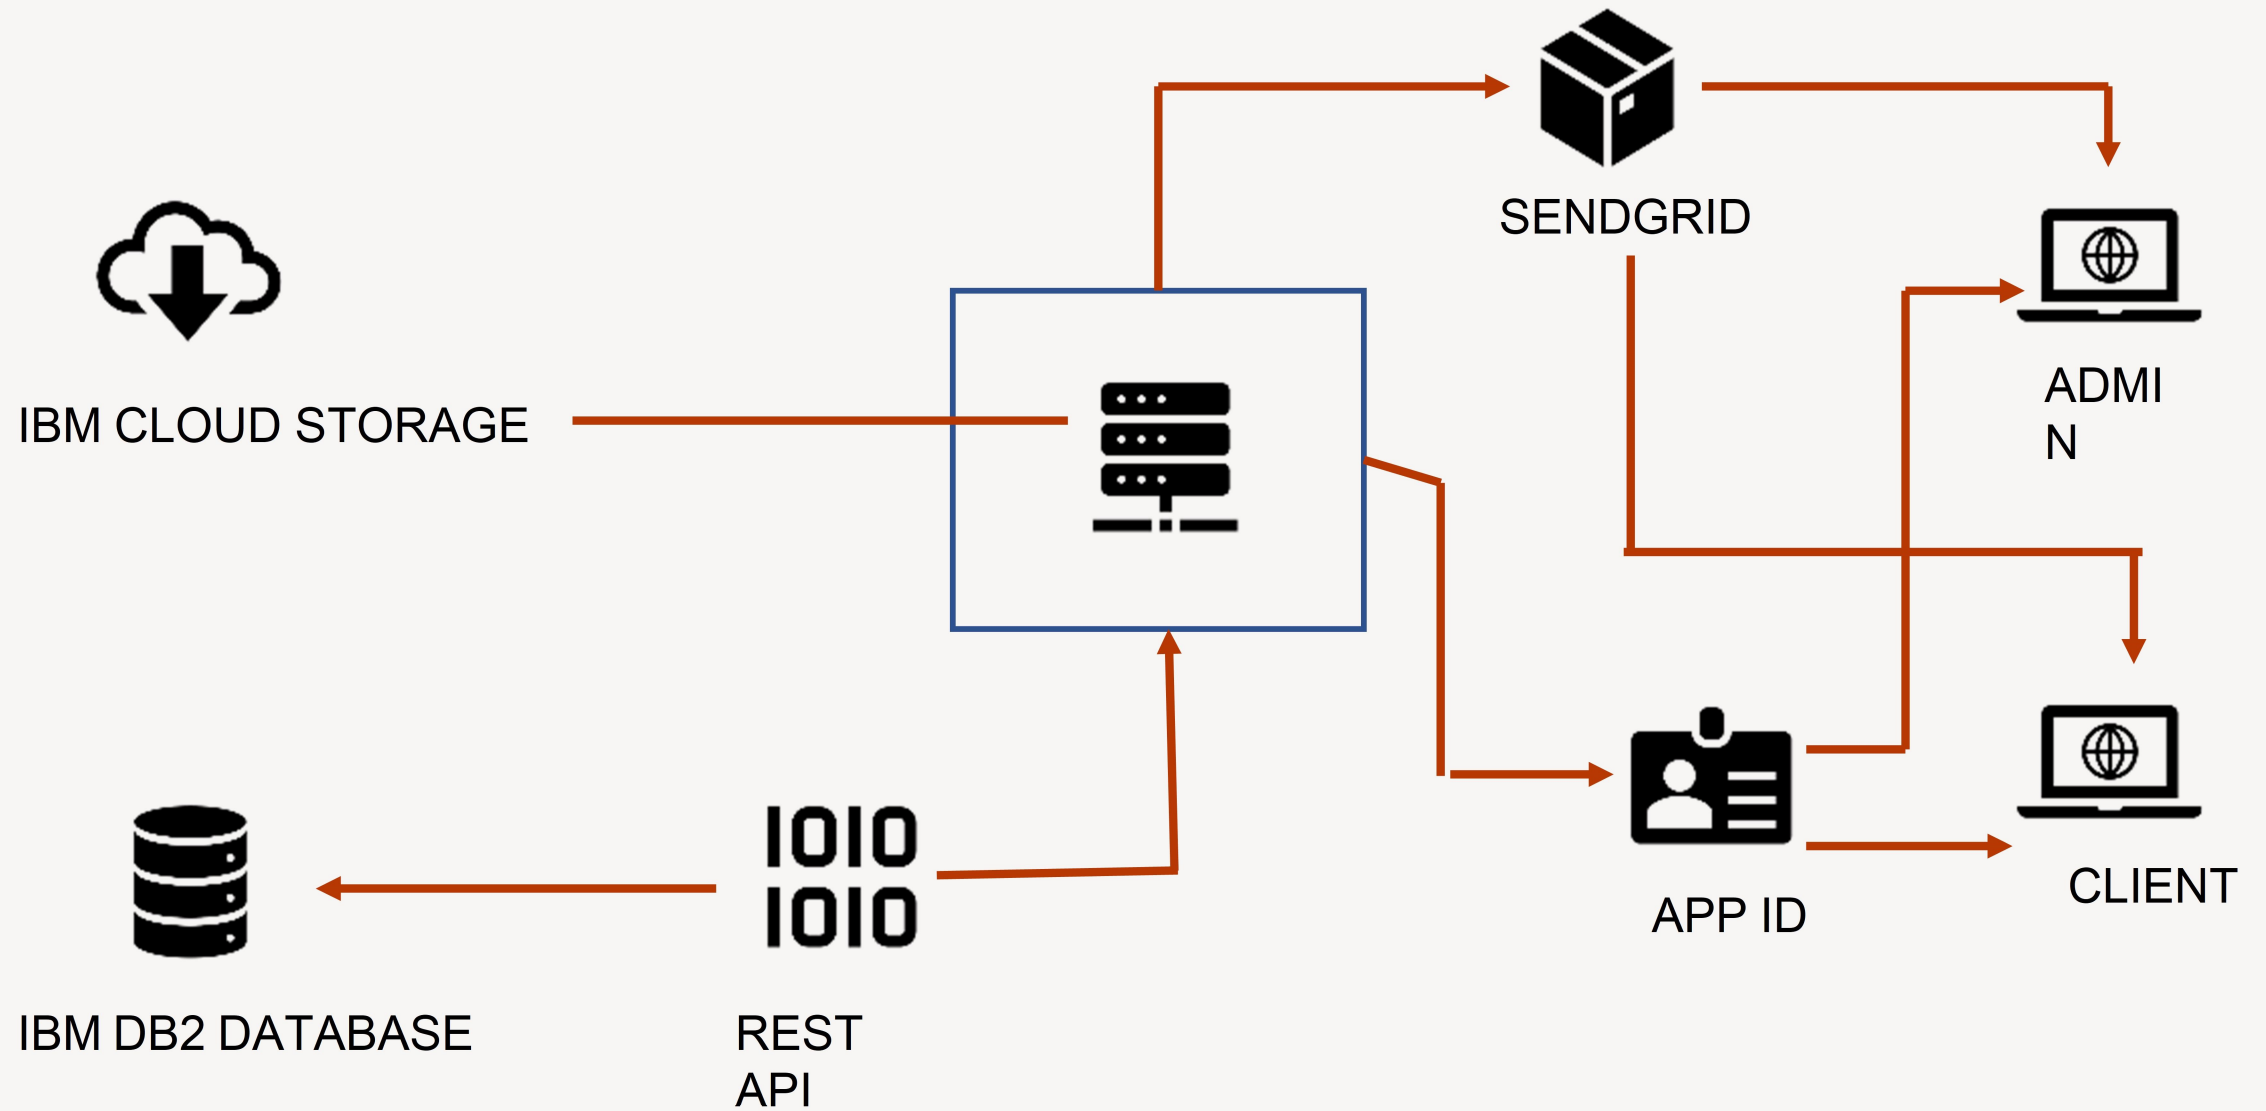 SENDGRID
ADMI
N
IBM CLOUD STORAGE
CLIENT
APP ID
IBM DB2 DATABASE
REST
API